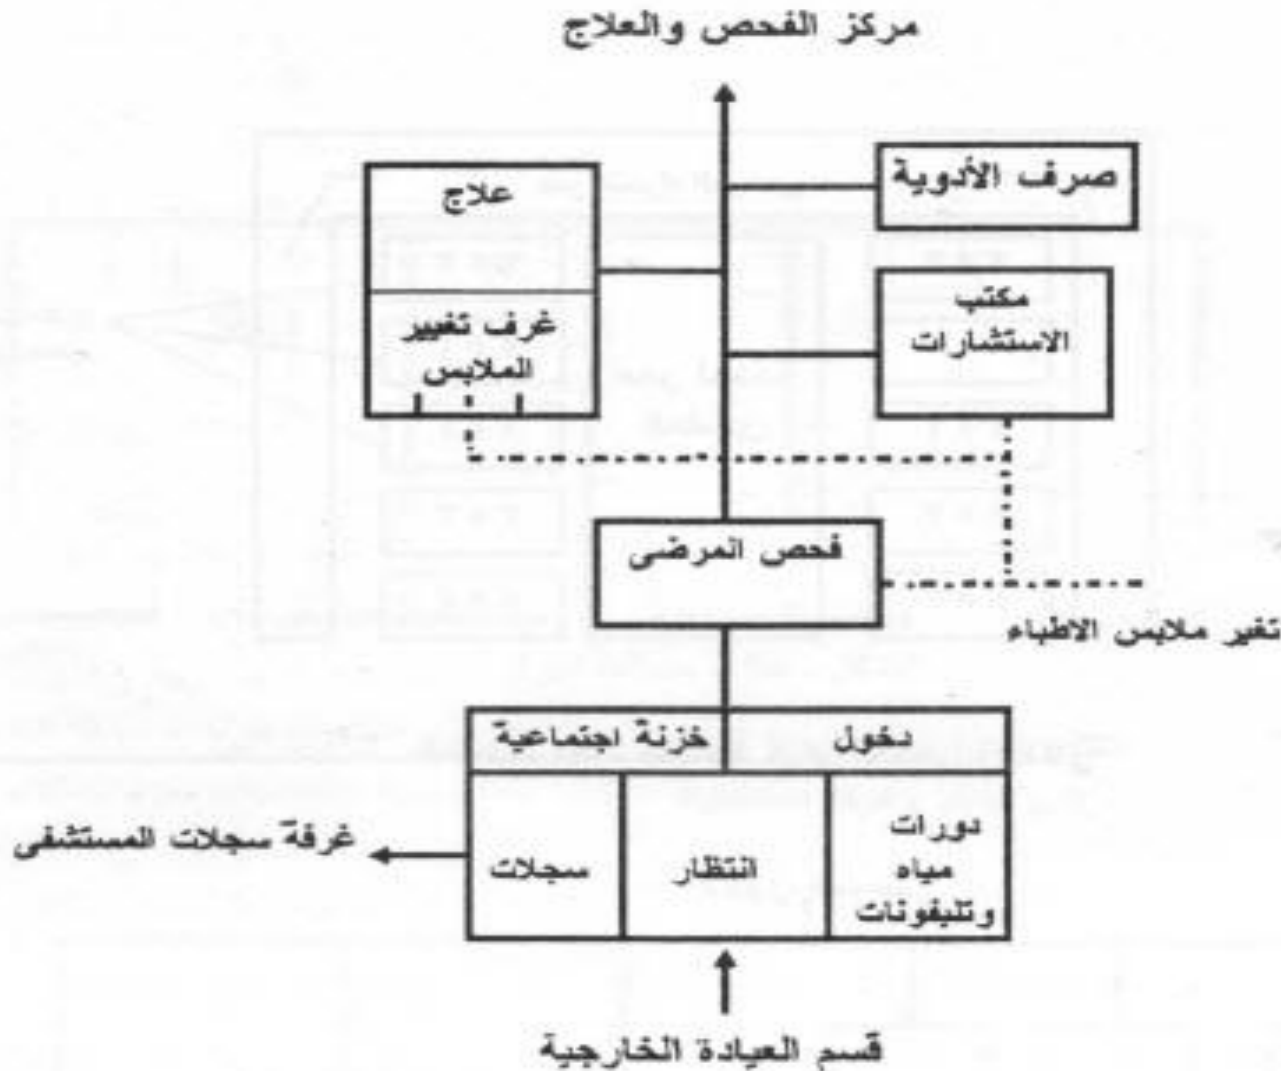 مركز الفحص والعلاج
صرف الأدوية
علاج
مكتب
الاستشارات
غرف تغيير
الملابس
فحص المرضى
تغير ملابس الاطباء
دخول
خزنة اجتماعية
دورات
مياه
وتليفونات
انتظار
سجلات
غرفة سجلات المستشفى
قسم العيادة الخارجية